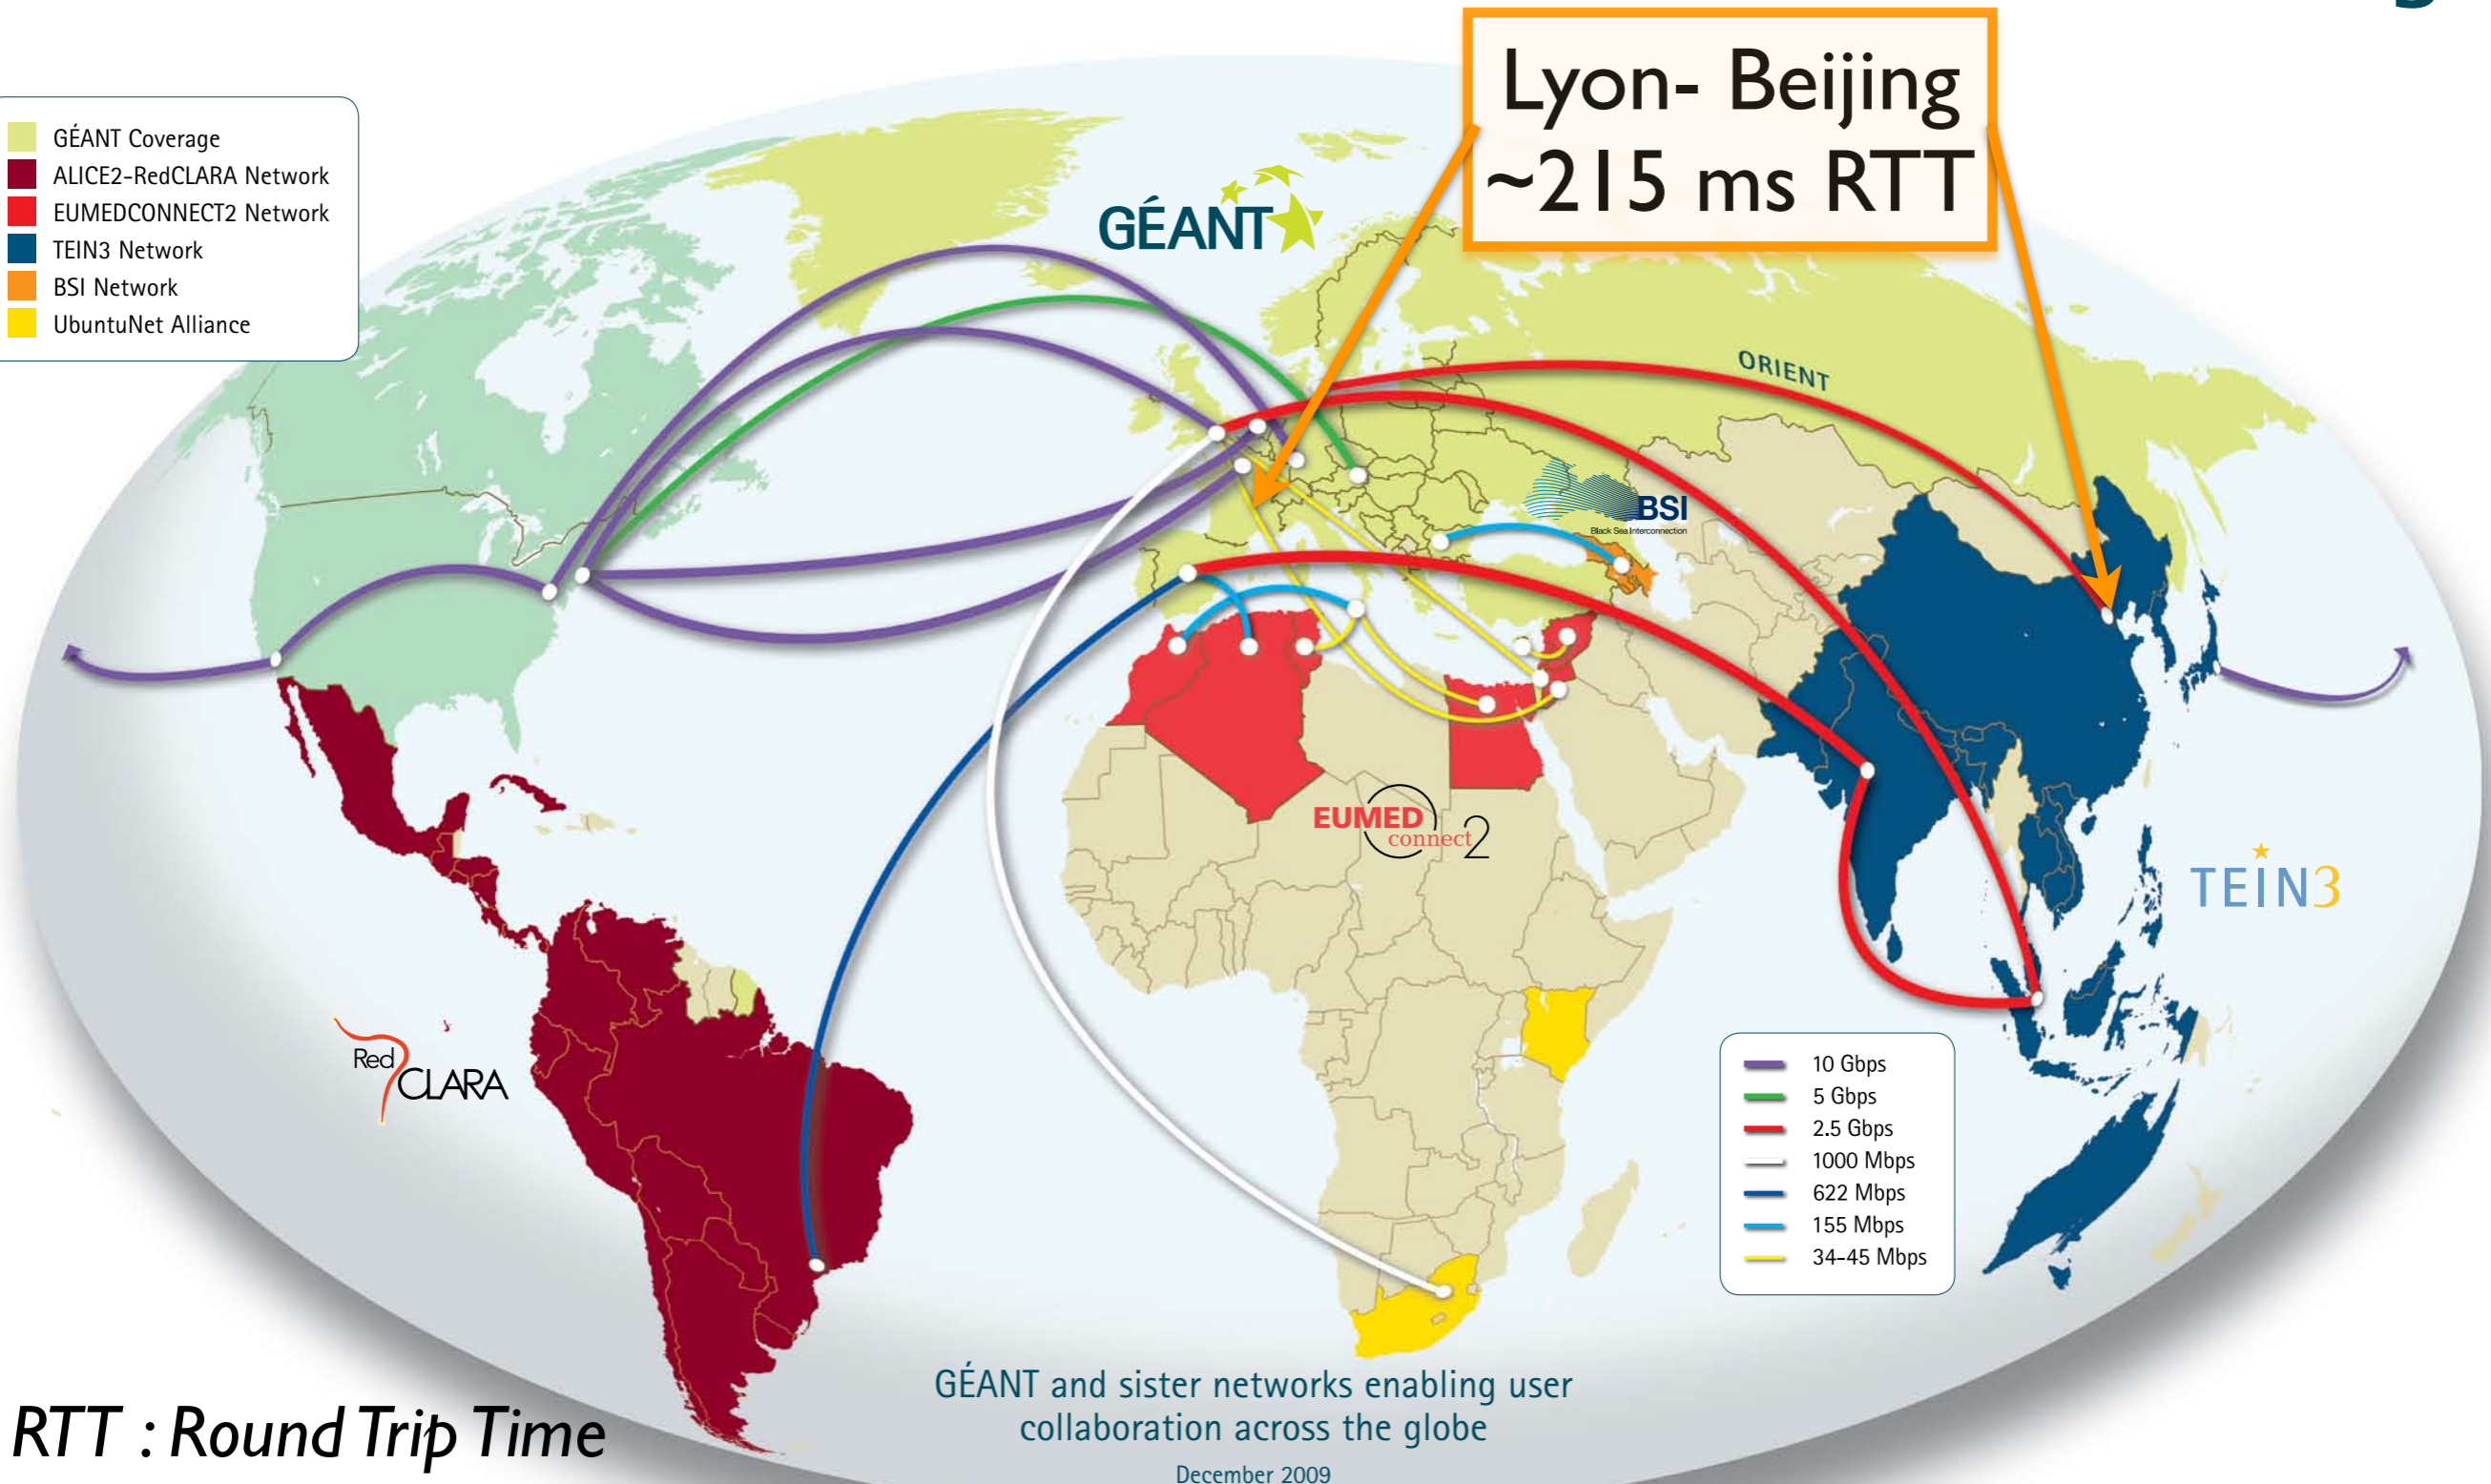 Lyon- Beijing
~215 ms RTT
GÉANT Coverage
ALICE2-RedCLARA Network
EUMEDCONNECT2 Network
TEIN3 Network
BSI Network
UbuntuNet Alliance
GÉANT
ORIENT
BSI
Black Sea Interconnection
EUMED
connect2
TEIN3
Red
CLARA
10 Gbps
5 Gbps
2.5 Gbps
1000 Mbps
622 Mbps
155 Mbps
34-45 Mbps
GÉANT and sister networks enabling user
collaboration across the globe
December 2009
RTT : Round Trip Time